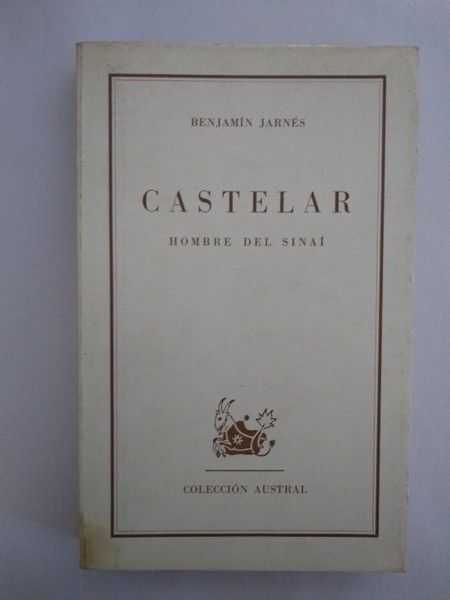 BENJAMÍN JARNÉS
CASTELAR
HOMBRE DEL SINAÍ
COLECCIÓN AUSTRAL